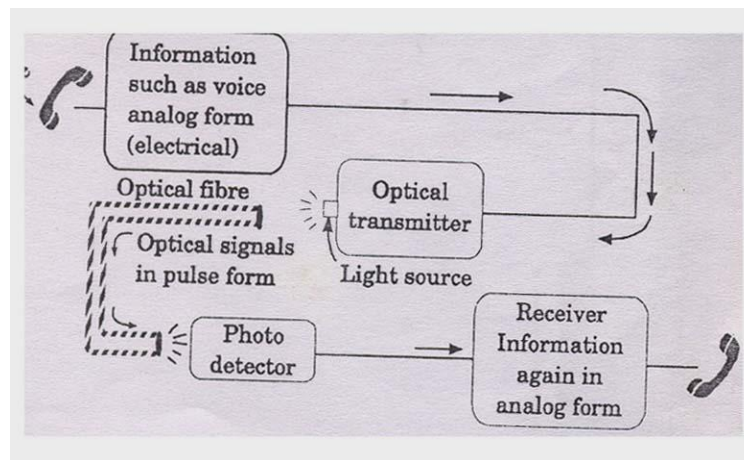 Information
such as voice
analog form
(electrical)
Optical fibre
Optical
transmitter
Optical signals
in pulse form
Light source
Photo
detector
Receiver
Information
again in
analog form